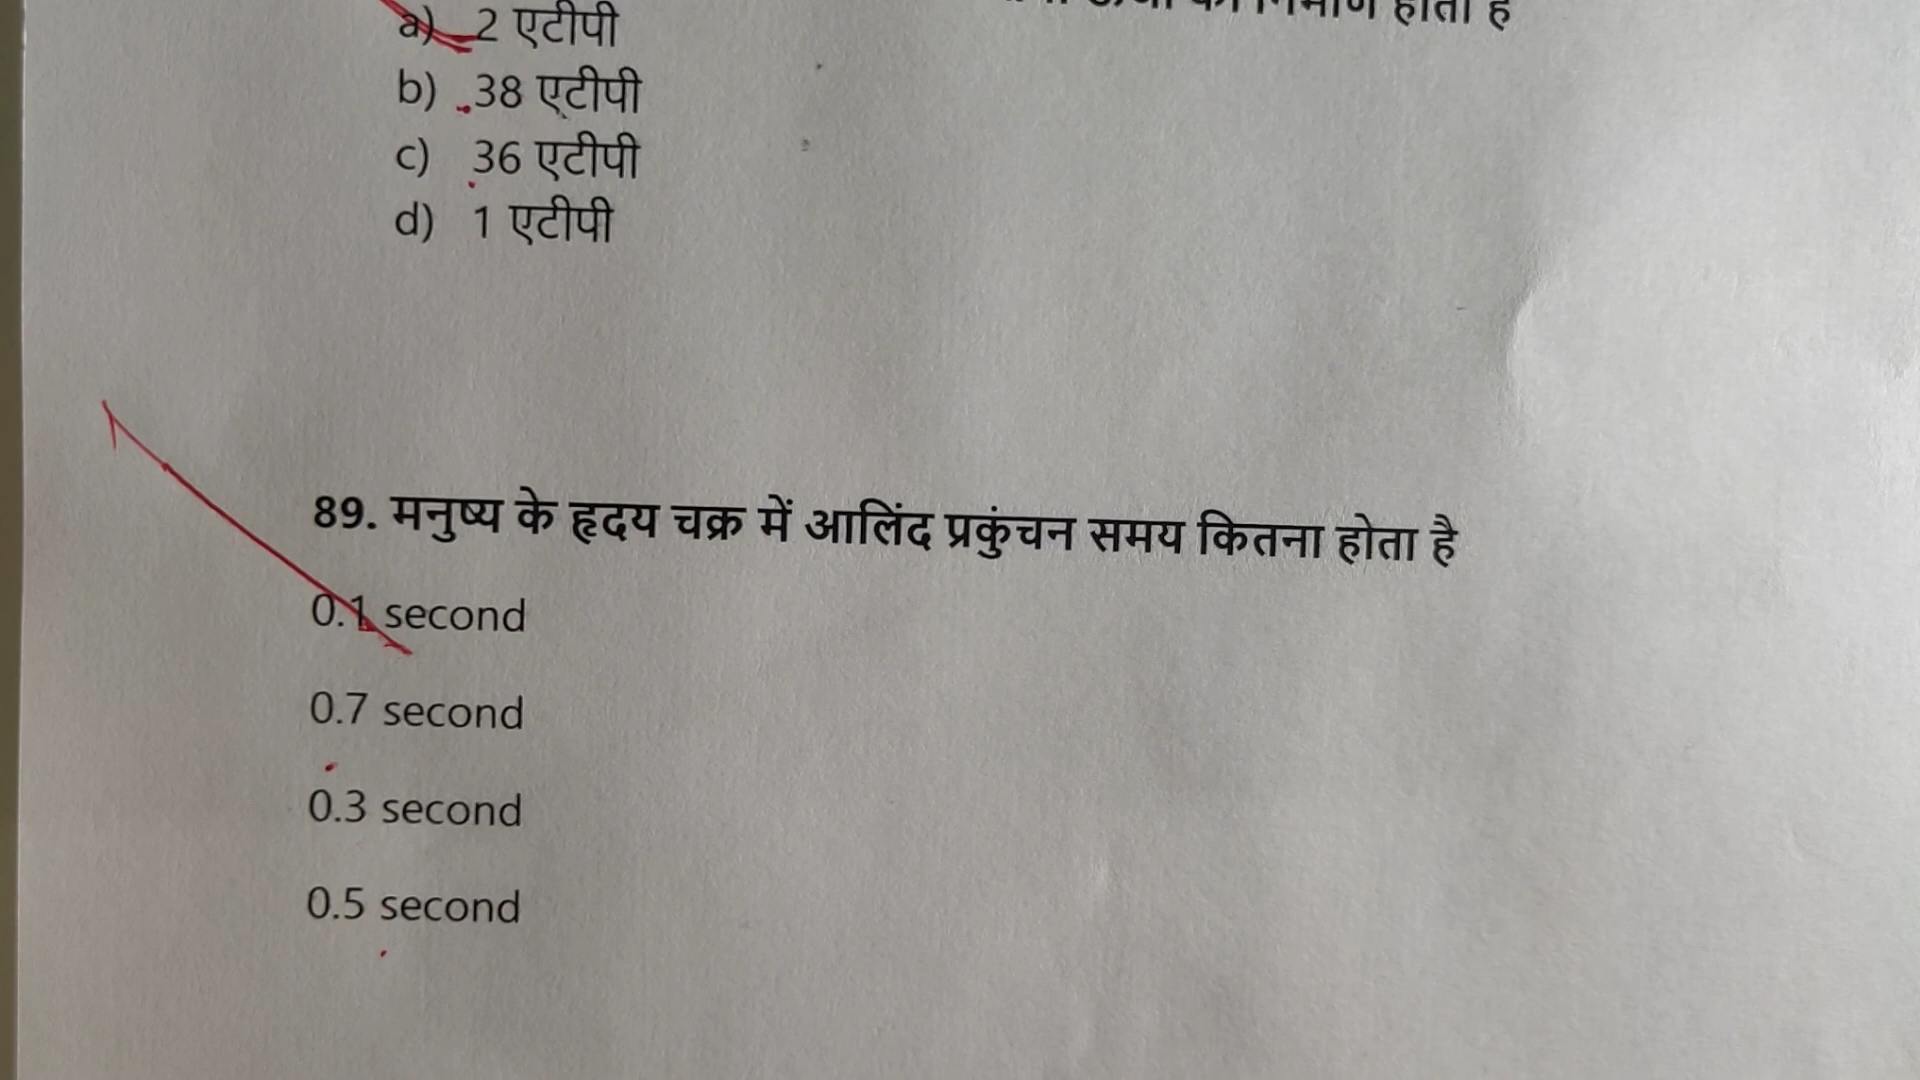 निर्माण होता है
a) 2 एटीपी
b) 38 एटीपी
c) 36 एटीपी
d) 1 एटीपी
89. मनुष्य के हृदय चक्र में आलिंद प्रकुंचन समय कितना होता है
0.1 second
0.7 second
0.3 second
0.5 second